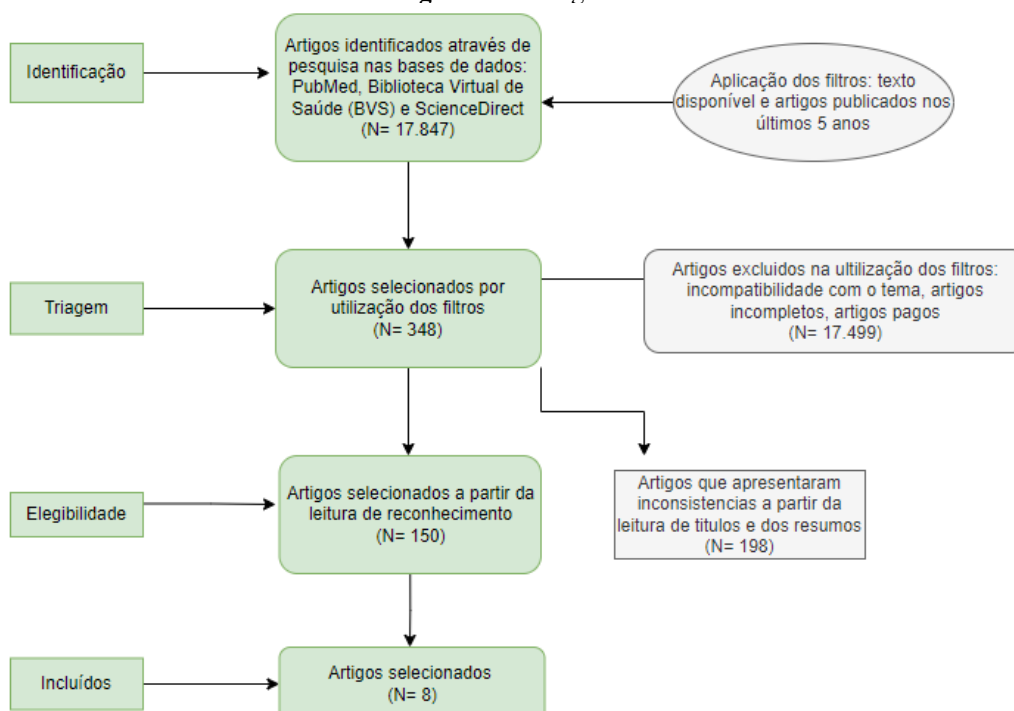 Identificação
Artigos identificados através de
pesquisa nas bases de dados:
PubMed, Biblioteca Virtual de
Saúde (BVS) e ScienceDirect
(N= 17.847)
Aplicação dos filtros: texto
disponível e artigos publicados nos
últimos 5 anos
Triagem
Artigos selecionados por
utilização dos filtros
(N= 348)
Artigos excluidos na ultilização dos filtros:
incompatibilidade com o tema, artigos
incompletos, artigos pagos
(N= 17.499)
Elegibilidade
Artigos selecionados a partir da
leitura de reconhecimento
(N= 150)
Artigos que apresentaram
inconsistencias a partir da
leitura de titulos e dos resumos
(N= 198)
Incluídos
Artigos selecionados
(N= 8)